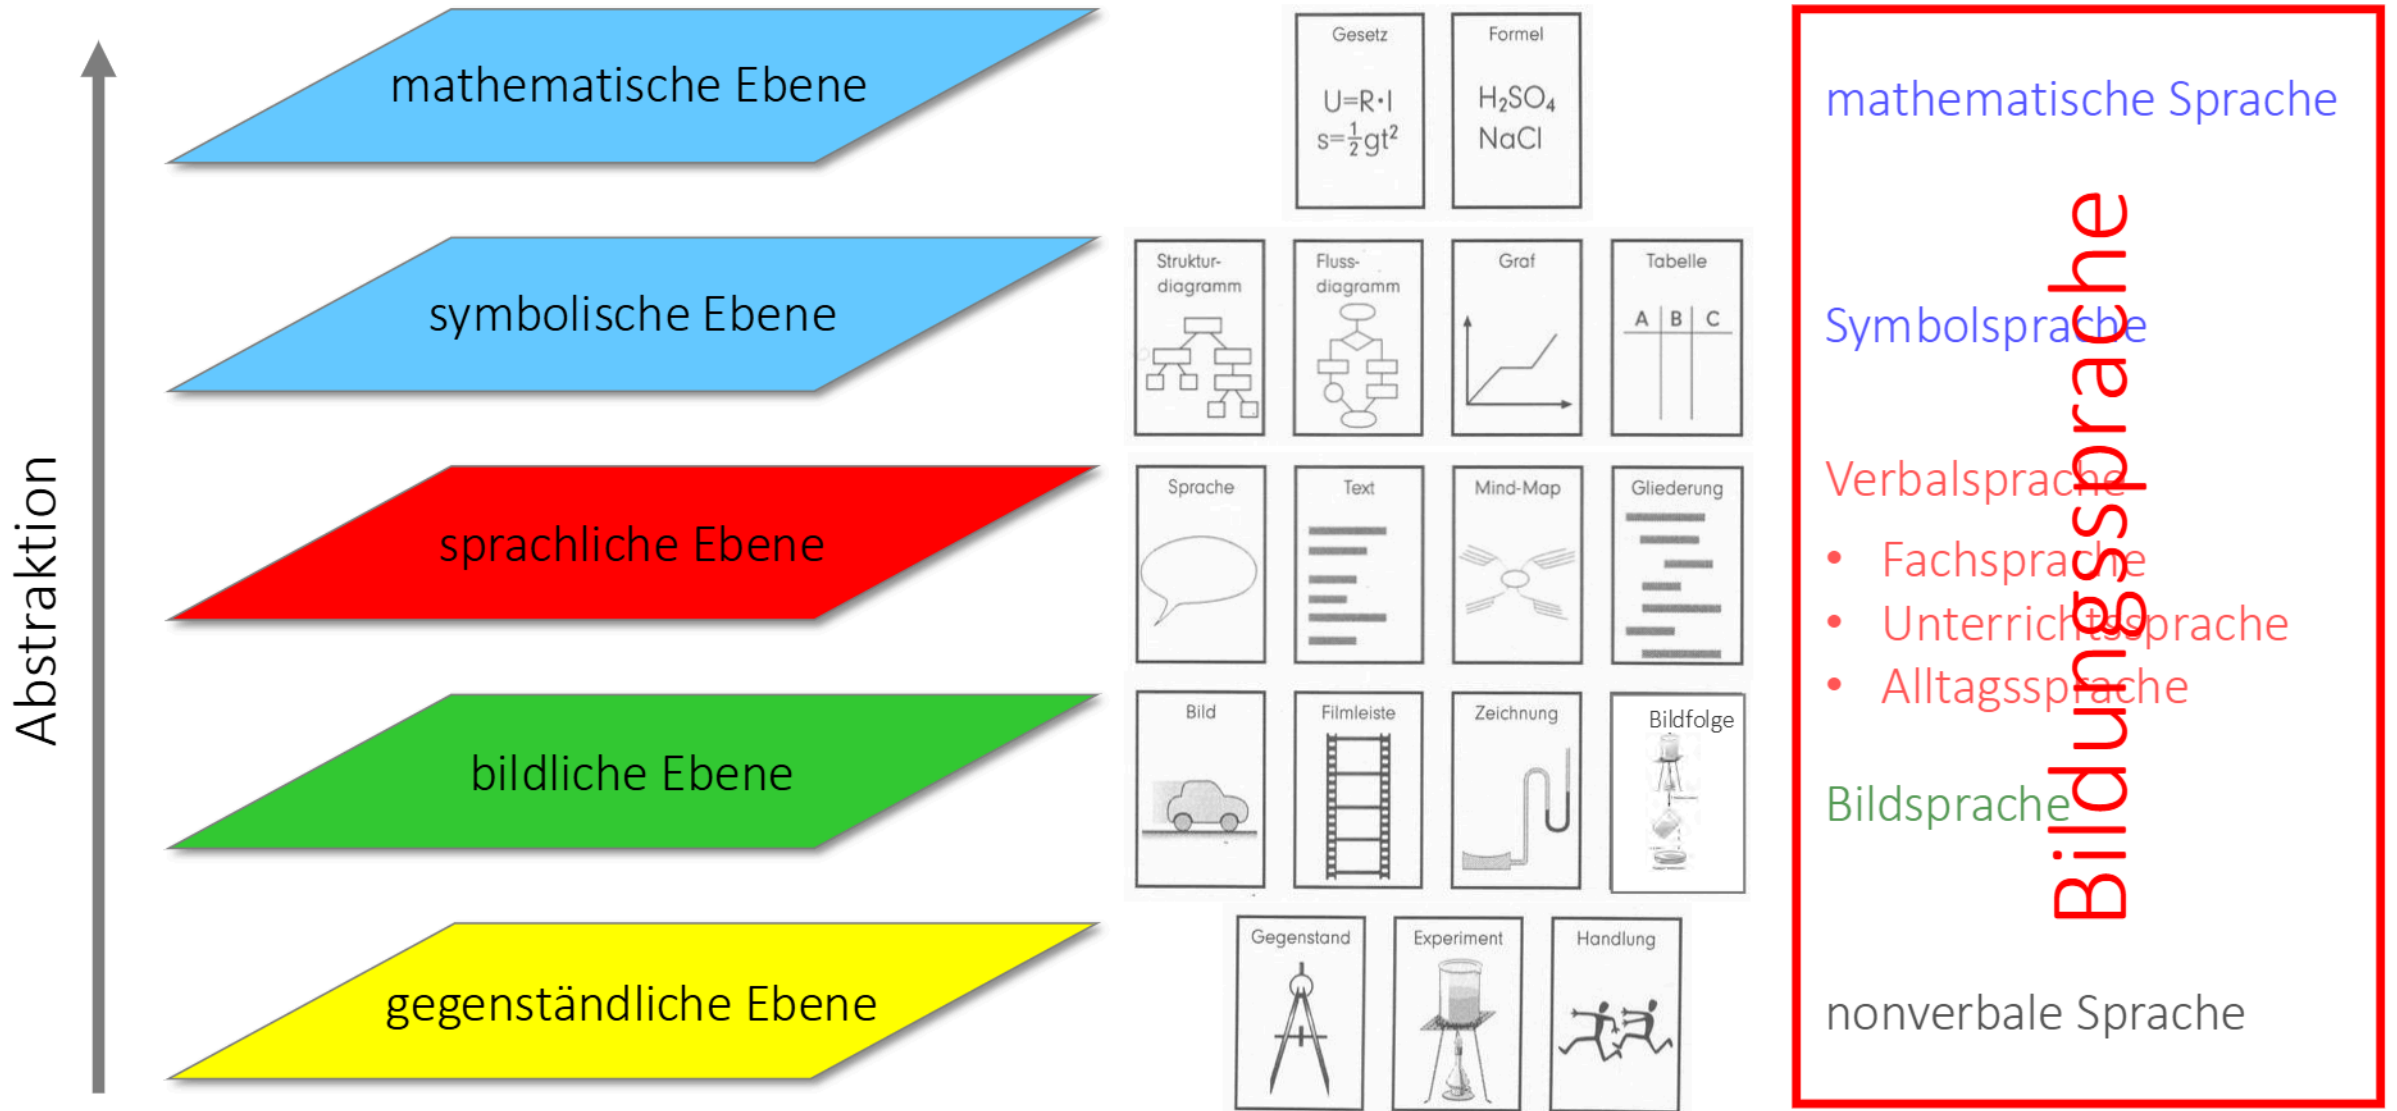 Abstraktion
mathematische Ebene
Gesetz
U=R·I
s=½gt²
Formel
H₂SO₄
NaCl
mathematische Sprache
symbolische Ebene
Struktur-
diagramm
Fluss-
diagramm
Graf
Tabelle
A B C
Symbolsprache
sprachliche Ebene
Sprache
Text
Mind-Map
Gliederung
Verbalsprache
• Fachsprache
• Unterrichtssprache
• Alltagssprache
bildliche Ebene
Bild
Filmleiste
Zeichnung
Bildfolge
Bildsprache
gegenständliche Ebene
Gegenstand
Experiment
Handlung
nonverbale Sprache
Bildungssprache